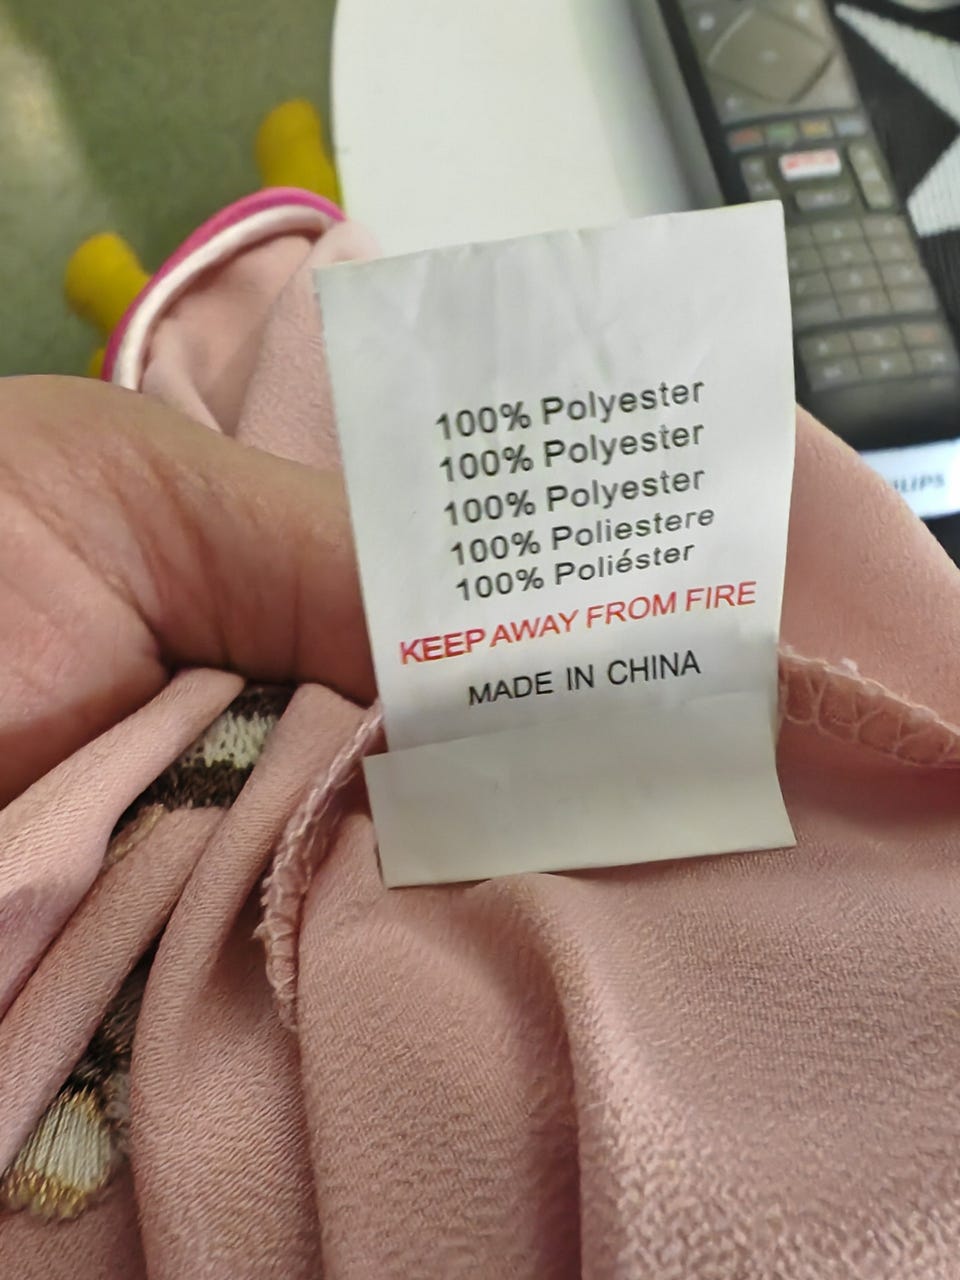 100% Polyester
100% Polyester
100% Polyester
100% Poliestere
100% Poliéster
KEEP AWAY FROM FIRE
MADE IN CHINA